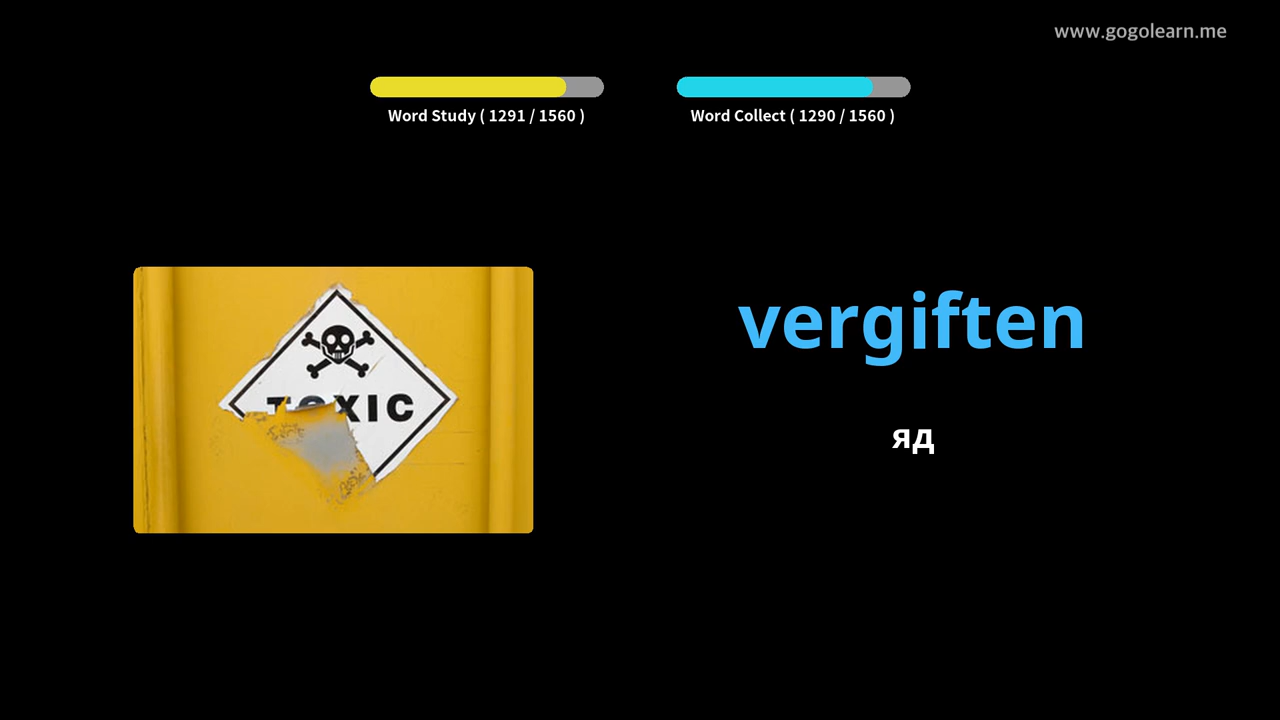 www.gogolearn.me
Word Study ( 1291 / 1560 )
Word Collect ( 1290 / 1560 )
TOXIC
vergiften
яд